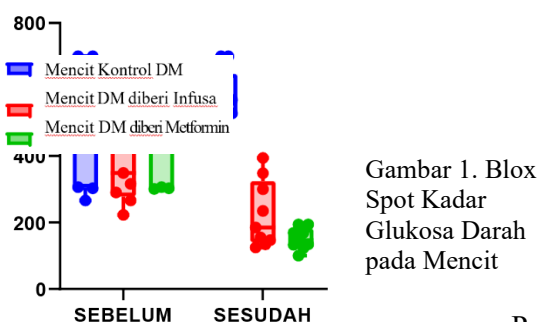 800
Mencit Kontrol DM
Mencit DM diberi Infusa
Mencit DM diberi Metformin
400
200
0
SEBELUM SESUDAH
Gambar 1. Blox
Spot Kadar
Glukosa Darah
pada Mencit